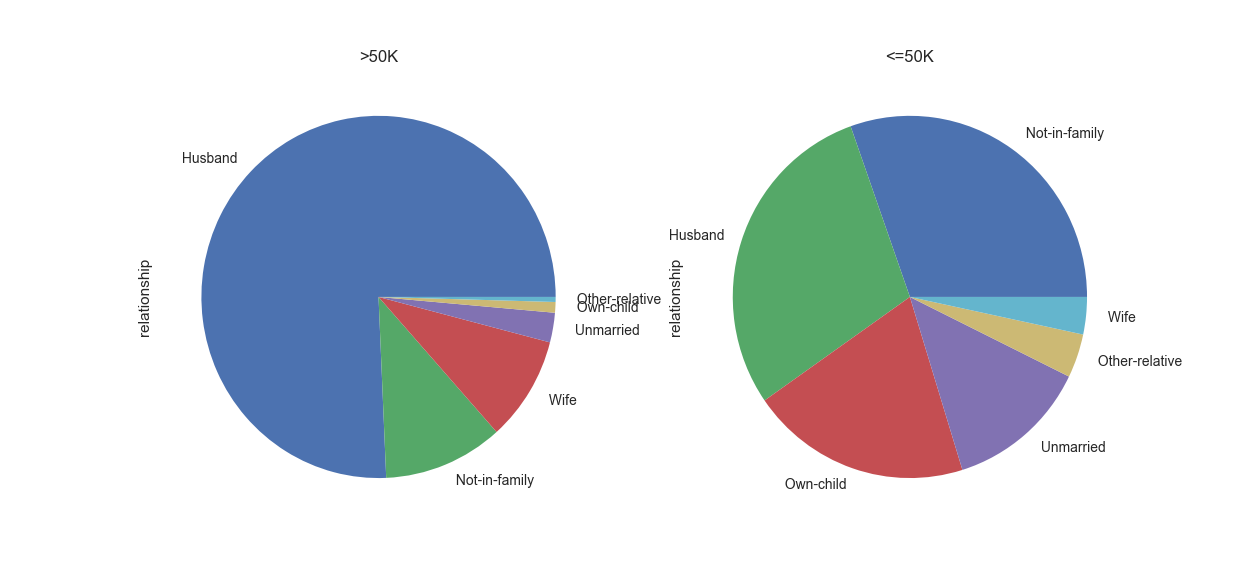 >50K
Husband
relationship
Other-relative
Own-child
Unmarried
Wife
Not-in-family
<=50K
Not-in-family
Husband
relationship
Wife
Other-relative
Unmarried
Own-child